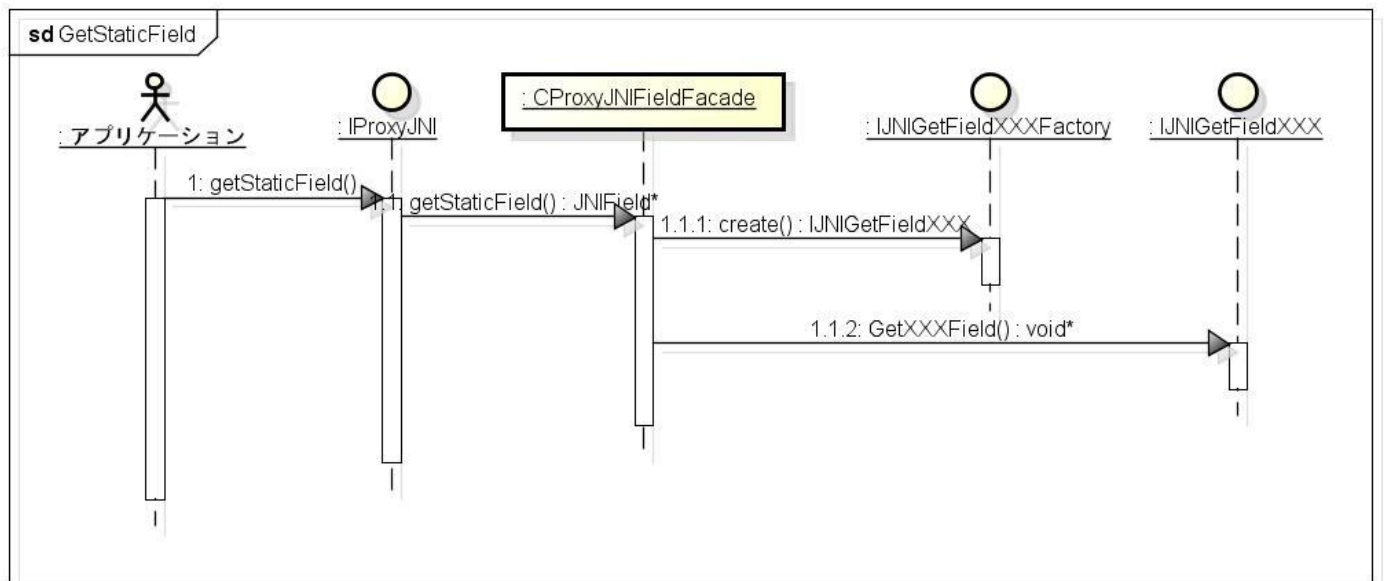 sd GetStaticField
: アプリケーション
: IProxyJNI
: CProxyJNIFieldFacade
: IJNIGetFieldXXXFactory
: IJNIGetFieldXXX
1: getStaticField()
1.1: getStaticField() : JNIField*
1.1.1: create() : IJNIGetFieldXXX
1.1.2: GetXXXField() : void*